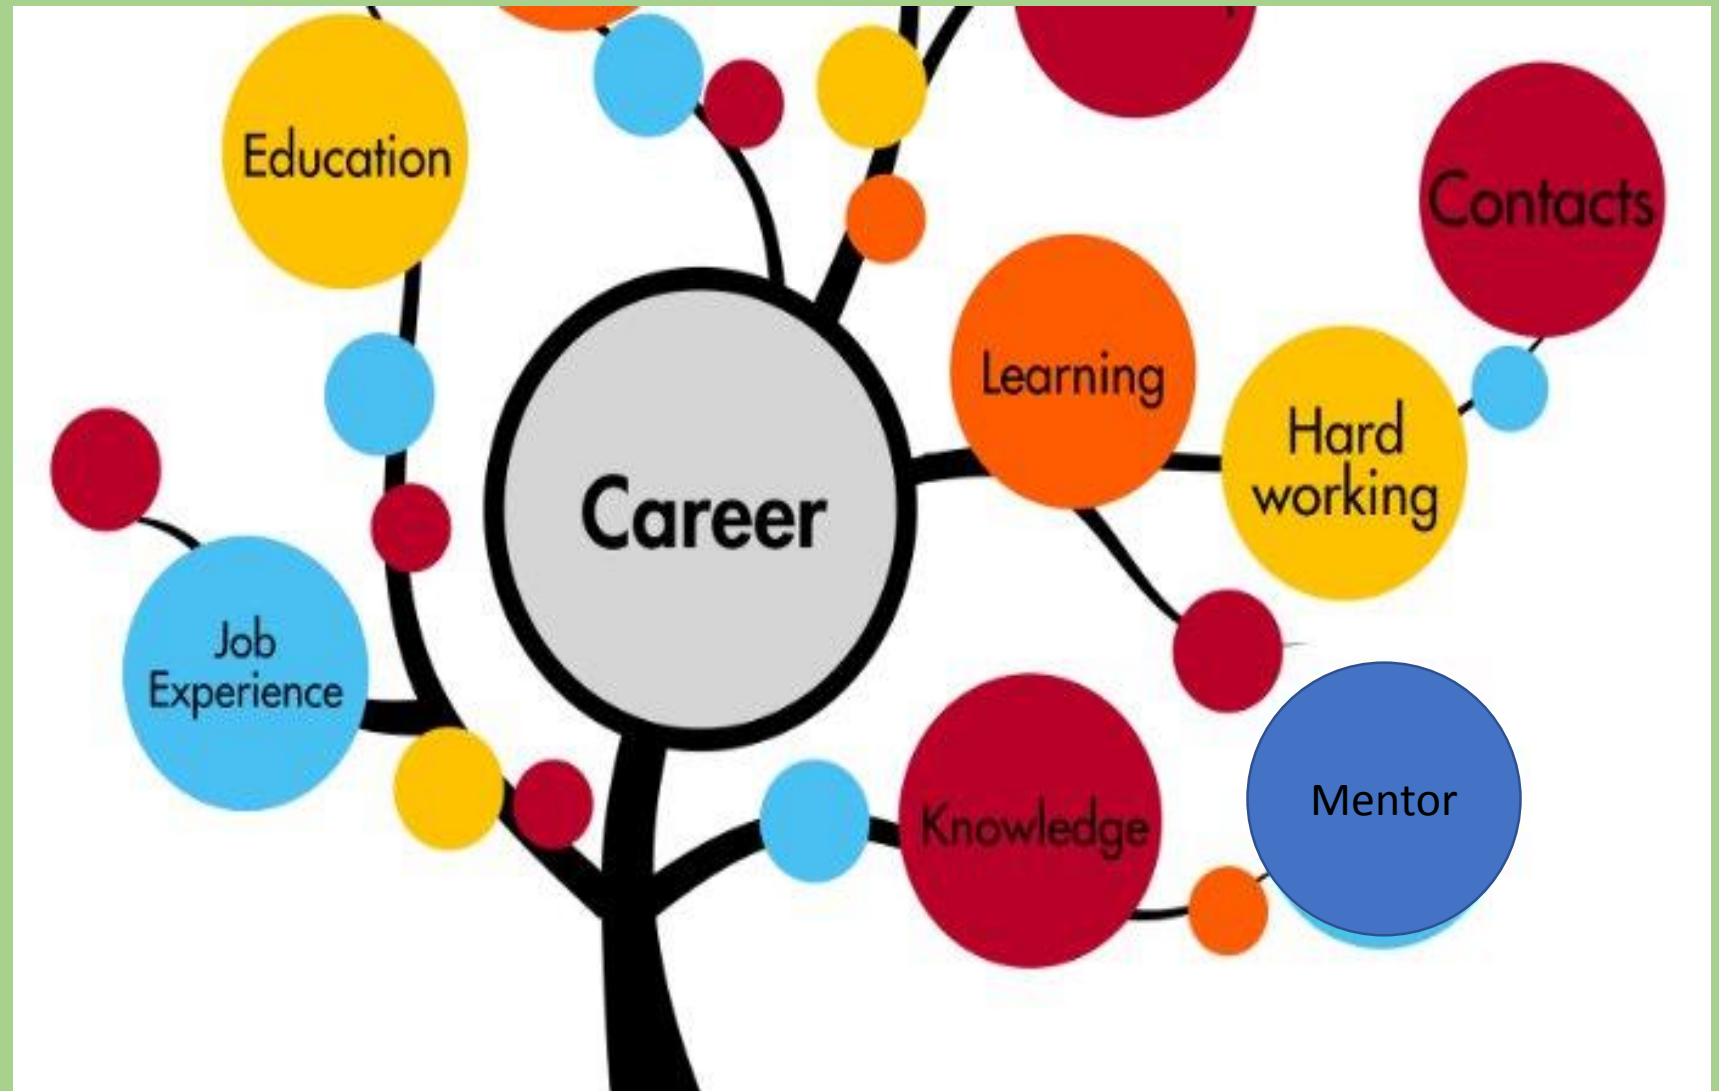 Education
Contacts
Learning
Hard
working
Career
Job
Experience
Mentor
Knowledge